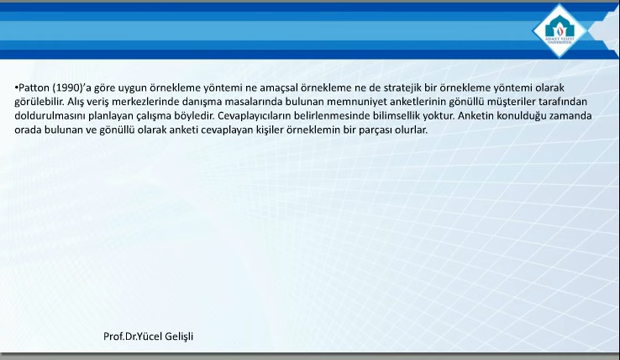 •Patton (1990)'a göre uygun örnekleme yöntemi ne amaçsal örnekleme ne de stratejik bir örnekleme yöntemi olarak
görülebilir. Alış veriş merkezlerinde danışma masalarında bulunan memnuniyet anketlerinin gönüllü müşteriler tarafından
doldurulmasını planlayan çalışma böyledir. Cevaplayıcıların belirlenmesinde bilimsellik yoktur. Anketin konulduğu zamanda
orada bulunan ve gönüllü olarak anketi cevaplayan kişiler örneklemin bir parçası olurlar.
Prof.Dr.Yücel Gelişli